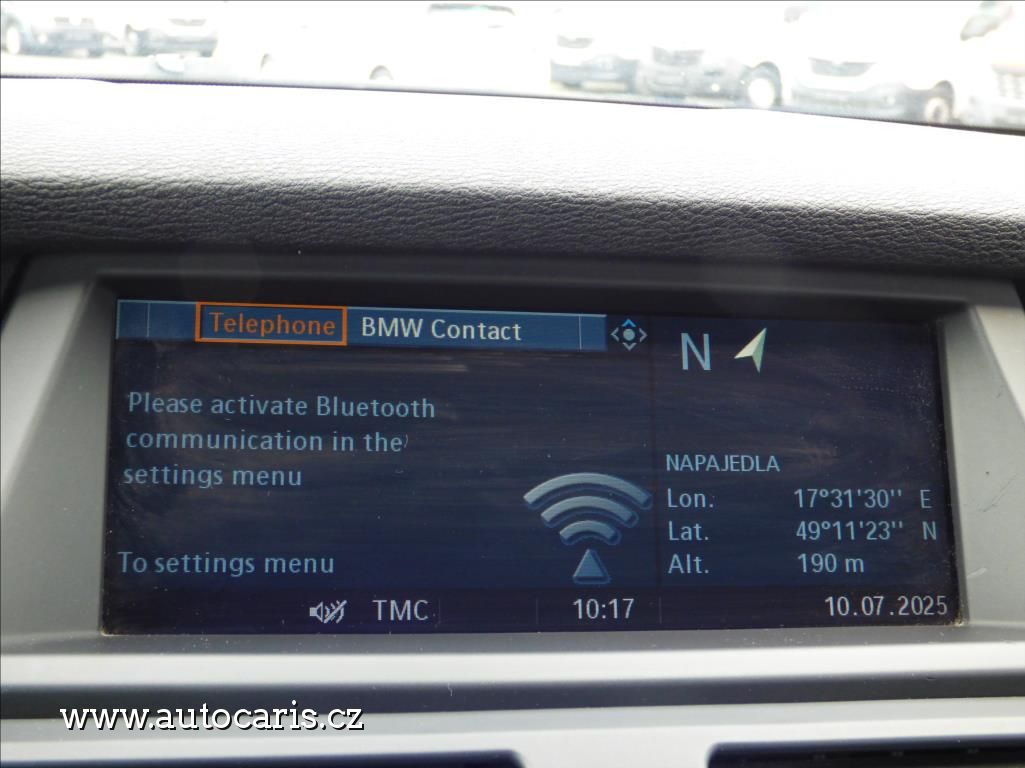 Telephone BMW Contact
N
Please activate Bluetooth
communication in the
settings menu
To settings menu
NAPAJEDLA
Lon. 17°31'30'' E
Lat. 49°11'23'' N
Alt. 190 m
TMC 10:17 10.07.2025
www.autocaris.cz